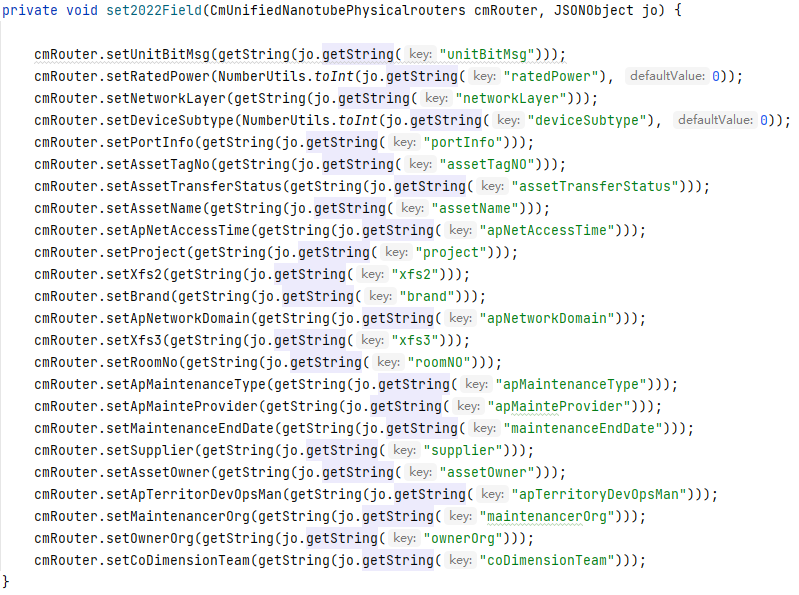 private void set2022Field(CmUnifiedNanotubePhysicalrouters cmRouter, JSONObject jo) {
cmRouter.setUnitBitMsg(getString(jo.getString( key: "unitBitMsg")));
cmRouter.setRatedPower(NumberUtils.toInt(jo.getString( key: "ratedPower"), defaultValue: 0));
cmRouter.setNetworkLayer(getString(jo.getString( key: "networkLayer")));
cmRouter.setDeviceSubtype(NumberUtils.toInt(jo.getString( key: "deviceSubtype"), defaultValue: 0));
cmRouter.setPortInfo(getString(jo.getString( key: "portInfo")));
cmRouter.setAssetTagNo(getString(jo.getString( key: "assetTagNO")));
cmRouter.setAssetTransferStatus(getString(jo.getString( key: "assetTransferStatus")));
cmRouter.setAssetName(getString(jo.getString( key: "assetName")));
cmRouter.setApNetAccessTime(getString(jo.getString( key: "apNetAccessTime")));
cmRouter.setProject(getString(jo.getString( key: "project")));
cmRouter.setXfs2(getString(jo.getString( key: "xfs2")));
cmRouter.setBrand(getString(jo.getString( key: "brand")));
cmRouter.setApNetworkDomain(getString(jo.getString( key: "apNetworkDomain")));
cmRouter.setXfs3(getString(jo.getString( key: "xfs3")));
cmRouter.setRoomNo(getString(jo.getString( key: "roomNO")));
cmRouter.setApMaintenanceType(getString(jo.getString( key: "apMaintenanceType")));
cmRouter.setApMainteProvider(getString(jo.getString( key: "apMainteProvider")));
cmRouter.setMaintenanceEndDate(getString(jo.getString( key: "maintenanceEndDate")));
cmRouter.setSupplier(getString(jo.getString( key: "supplier")));
cmRouter.setAssetOwner(getString(jo.getString( key: "assetOwner")));
cmRouter.setApTerritorDevOpsMan(getString(jo.getString( key: "apTerritoryDevOpsMan")));
cmRouter.setMaintenancerOrg(getString(jo.getString( key: "maintenancerOrg")));
cmRouter.setOwnerOrg(getString(jo.getString( key: "ownerOrg")));
cmRouter.setCoDimensionTeam(getString(jo.getString( key: "coDimensionTeam")));
}